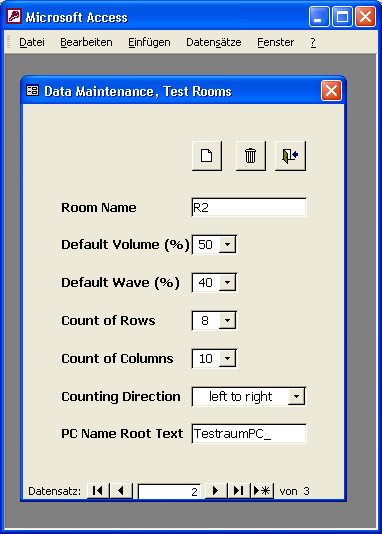 Microsoft Access
Datei Bearbeiten Einfügen Datensätze Fenster ?
Data Maintenance, Test Rooms
Room Name R2
Default Volume (%) 50
Default Wave (%) 40
Count of Rows 8
Count of Columns 10
Counting Direction left to right
PC Name Root Text TestraumPC_
Datensatz: 2 von 3